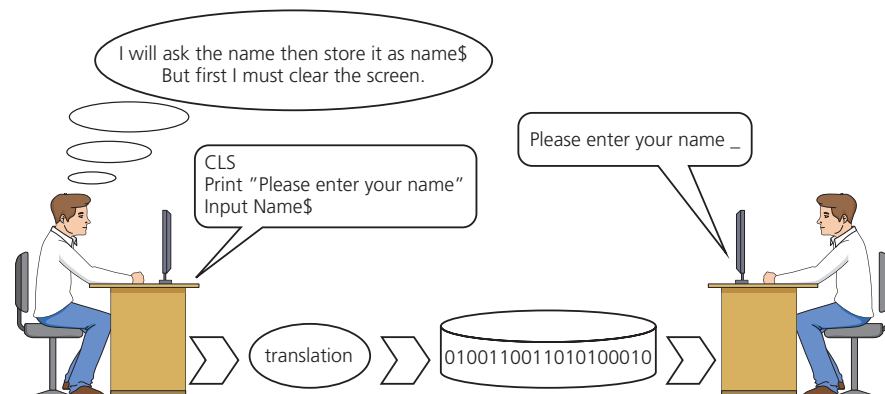 I will ask the name then store it as name$
But first I must clear the screen.
CLS
Print ”Please enter your name”
Input Name$
Please enter your name _
translation
0100110011010100010